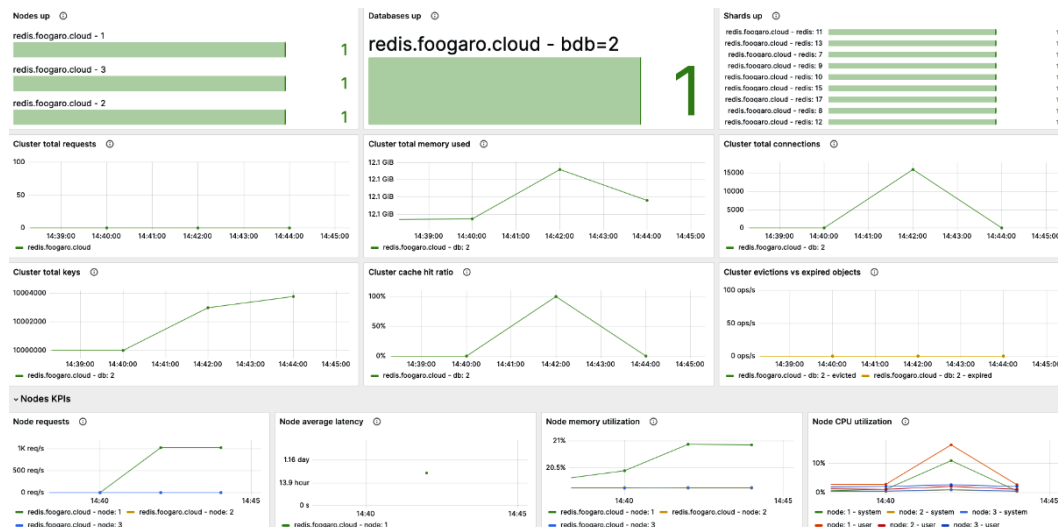 Nodes up
redis.foogaro.cloud - 1
1
redis.foogaro.cloud - 3
1
redis.foogaro.cloud - 2
1
Databases up
redis.foogaro.cloud - bdb=2
1
Shards up
redis.foogaro.cloud - redis: 11
redis.foogaro.cloud - redis: 13
redis.foogaro.cloud - redis: 7
redis.foogaro.cloud - redis: 9
redis.foogaro.cloud - redis: 10
redis.foogaro.cloud - redis: 15
redis.foogaro.cloud - redis: 17
redis.foogaro.cloud - redis: 8
redis.foogaro.cloud - redis: 12
Cluster total requests
100
50
0
14:39:00 14:40:00 14:41:00 14:42:00 14:43:00 14:44:00 14:45:00
redis.foogaro.cloud
Cluster total memory used
12.1 GiB
12.1 GiB
12.1 GiB
12.1 GiB
14:39:00 14:40:00 14:41:00 14:42:00 14:43:00 14:44:00 14:45:00
redis.foogaro.cloud - db: 2
Cluster total connections
15000
10000
5000
0
14:39:00 14:40:00 14:41:00 14:42:00 14:43:00 14:44:00 14:45:00
redis.foogaro.cloud - db: 2
Cluster total keys
10004000
10002000
10000000
14:39:00 14:40:00 14:41:00 14:42:00 14:43:00 14:44:00 14:45:00
redis.foogaro.cloud - db: 2
Cluster cache hit ratio
100%
50%
0%
14:39:00 14:40:00 14:41:00 14:42:00 14:43:00 14:44:00 14:45:00
redis.foogaro.cloud - db: 2
Cluster evictions vs expired objects
100 ops/s
50 ops/s
0 ops/s
14:39:00 14:40:00 14:41:00 14:42:00 14:43:00 14:44:00 14:45:00
redis.foogaro.cloud - db: 2 - evicted redis.foogaro.cloud - db: 2 - expired
Nodes KPIs
Node requests
1K req/s
500 req/s
0 req/s
14:40 14:45
redis.foogaro.cloud - node: 1 redis.foogaro.cloud - node: 2
redis.foogaro.cloud - node: 3
Node average latency
1.16 day
13.9 hour
0 s
14:40 14:45
redis.foogaro.cloud - node: 1
Node memory utilization
21%
20.5%
14:40 14:45
redis.foogaro.cloud - node: 1 redis.foogaro.cloud - node: 2
redis.foogaro.cloud - node: 3
Node CPU utilization
10%
0%
14:40 14:45
node: 1 - system node: 2 - system node: 3 - system
node: 1 - user node: 2 - user node: 3 - user